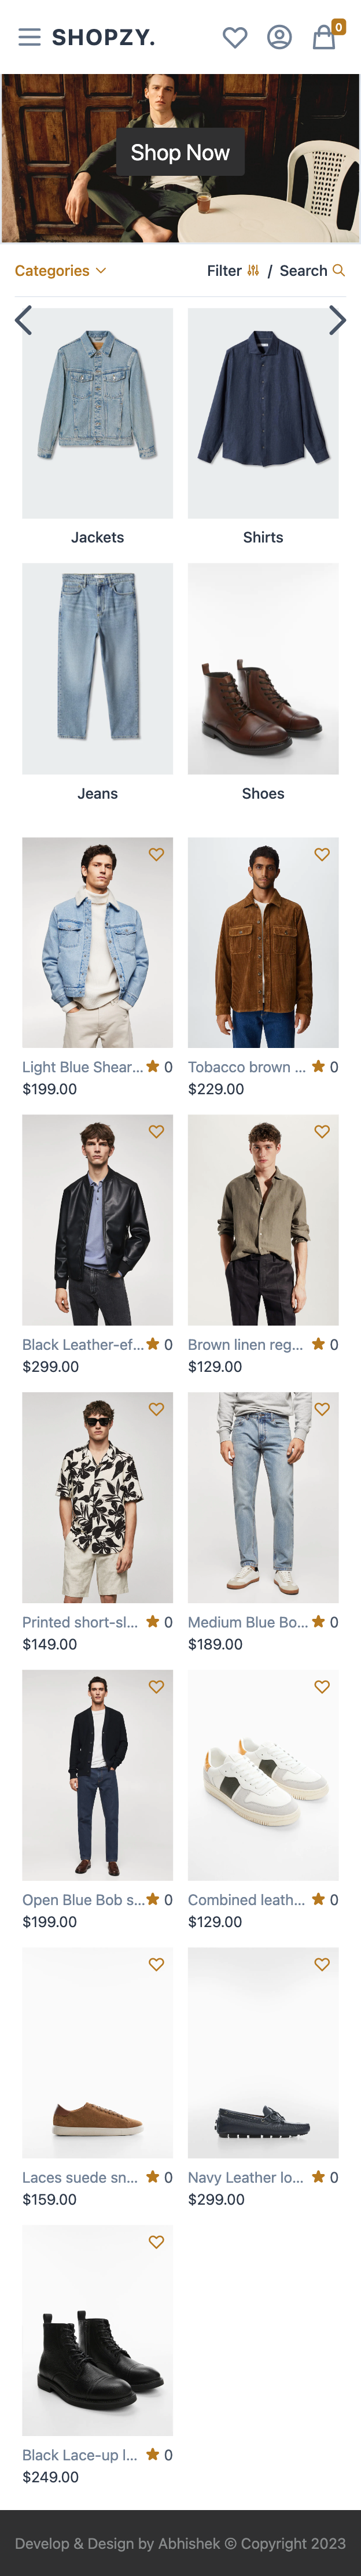 SHOPZY.
0
Shop Now
Categories
Filter / Search
Jackets
Shirts
Jeans
Shoes
Light Blue Shear... 0
$199.00
Tobacco brown ... 0
$229.00
Black Leather-ef... 0
$299.00
Brown linen reg... 0
$129.00
Printed short-sl... 0
$149.00
Medium Blue Bo... 0
$189.00
Open Blue Bob s... 0
$199.00
Combined leath... 0
$129.00
Laces suede sn... 0
$159.00
Navy Leather lo... 0
$299.00
Black Lace-up l... 0
$249.00
Develop & Design by Abhishek © Copyright 2023